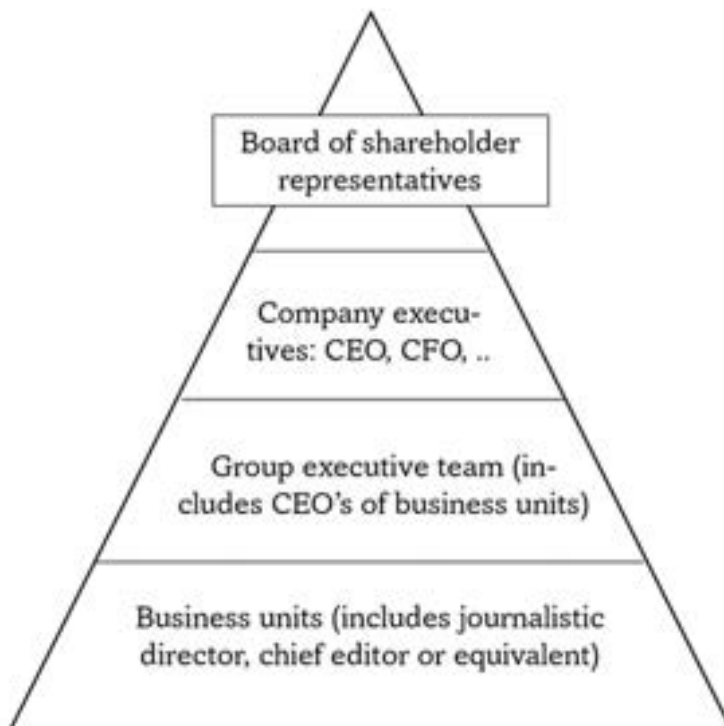 Board of shareholder
representatives
Company execu-
tives: CEO, CFO, ..
Group executive team (in-
cludes CEO's of business units)
Business units (includes journalistic
director, chief editor or equivalent)